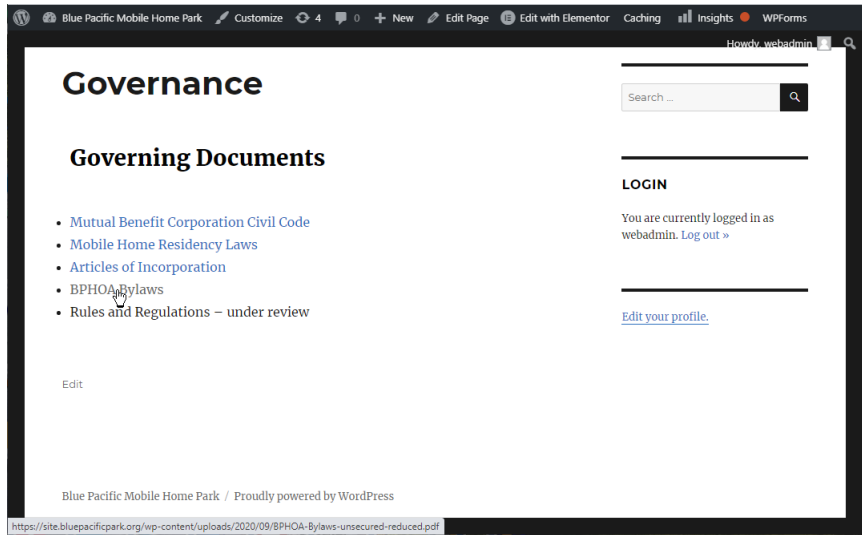 Blue Pacific Mobile Home Park Customize 4 0 New Edit Page Edit with Elementor Caching Insights WPForms
Howdy, webadmin
Governance
Governing Documents
Mutual Benefit Corporation Civil Code
Mobile Home Residency Laws
Articles of Incorporation
BPHOA Bylaws
Rules and Regulations – under review
Edit
Search ...
LOGIN
You are currently logged in as
webadmin. Log out »
Edit your profile.
Blue Pacific Mobile Home Park / Proudly powered by WordPress
https://site.bluepacificpark.org/wp-content/uploads/2020/09/BPHOA-Bylaws-unsecured-reduced.pdf